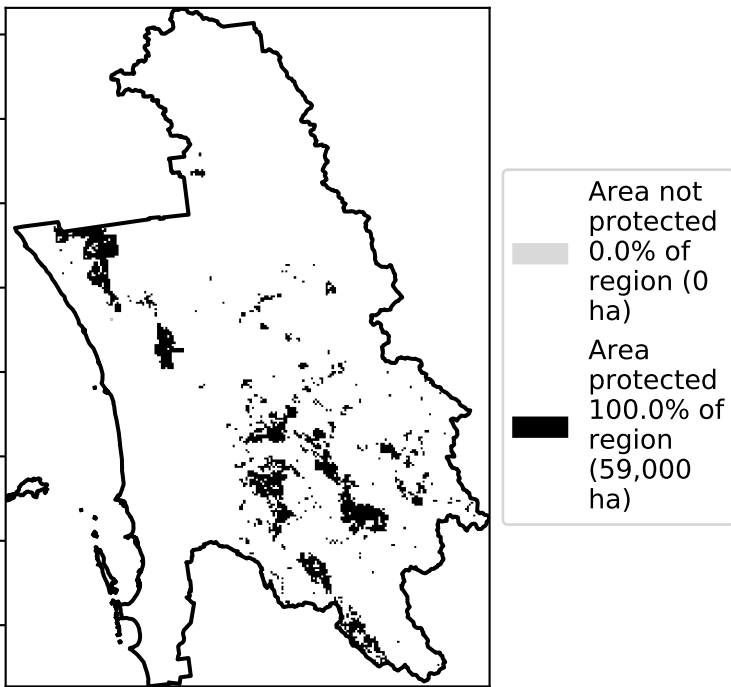 Area not
protected
0.0% of
region (0
ha)
Area
protected
100.0% of
region
(59,000
ha)